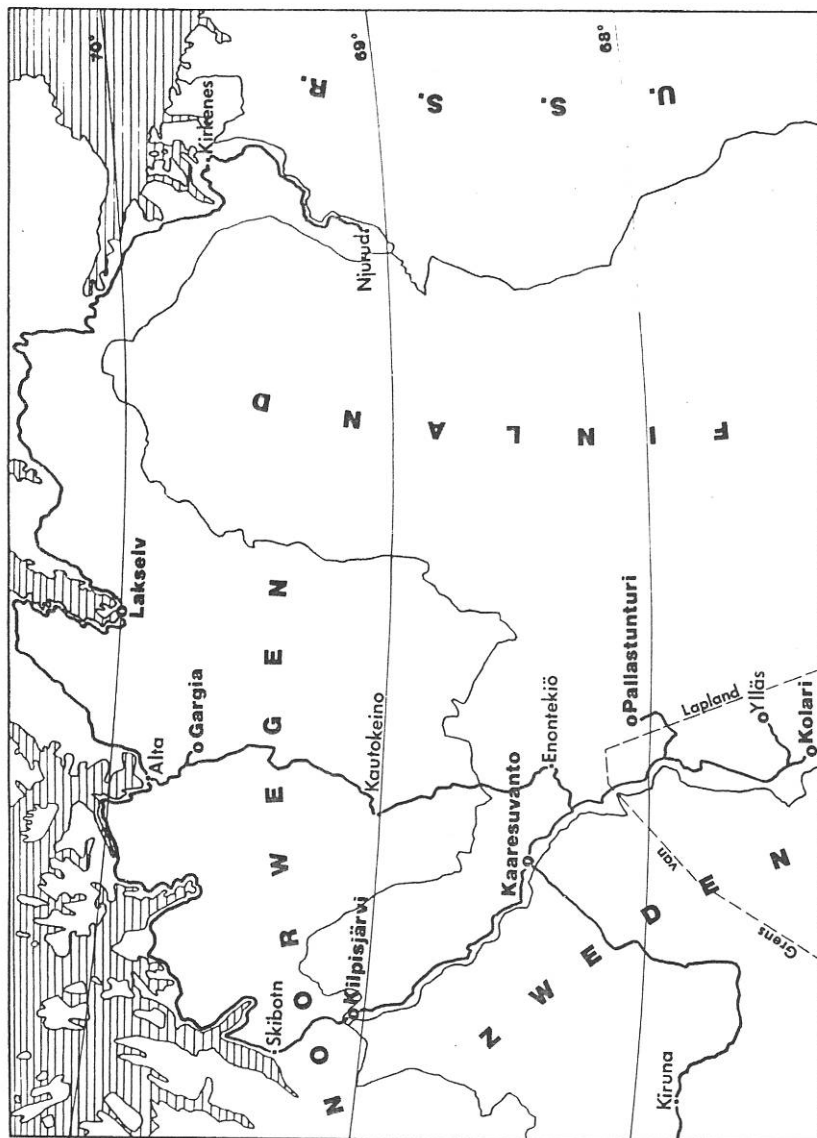 70°
69°
68°
Kirkenes
U. S. S. R.
Njurud
FINLAND
Lakselv
NOORWEGEN
Gargia
Alta
Kautokeino
Enontekiö
Pallastunturi
Lapland
Ylläs
Kolari
Kaaresuvanto
van
Grens
ZWEDEN
Kilpisjärvi
Skibotn
Kiruna